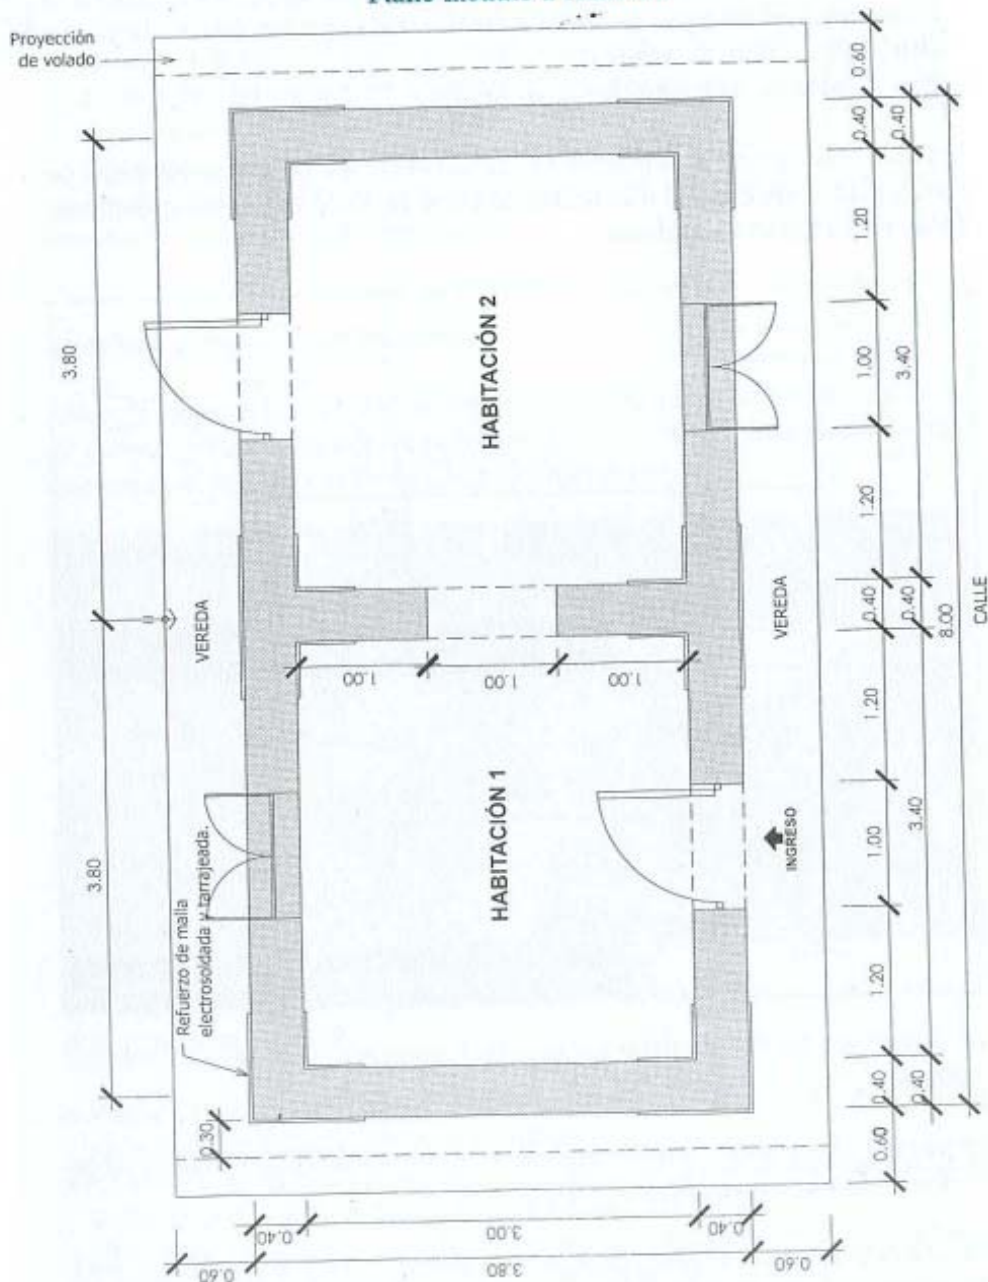 Proyección
de volado
0.60
0.40
0.40
1.20
1.00
3.40
1.20
0.40
0.40
8.00
CALLE
1.20
1.00
3.40
1.20
0.40
0.40
0.60
3.80
3.80
HABITACIÓN 2
VEREDA
VEREDA
1.00
1.00
1.00
HABITACIÓN 1
INGRESO
Refuerzo de malla
electrosoldada y tarrajeada.
0.30
0.40
3.00
0.40
0.60
3.80
0.60